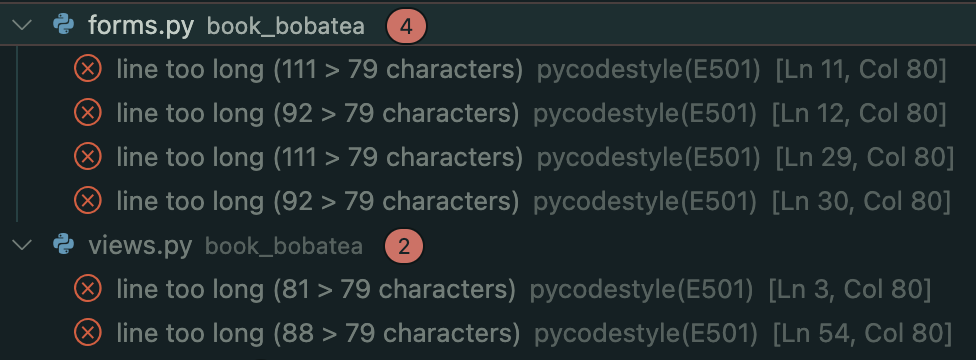 forms.py book_bobatea 4
line too long (111 > 79 characters) pycodestyle(E501) [Ln 11, Col 80]
line too long (92 > 79 characters) pycodestyle(E501) [Ln 12, Col 80]
line too long (111 > 79 characters) pycodestyle(E501) [Ln 29, Col 80]
line too long (92 > 79 characters) pycodestyle(E501) [Ln 30, Col 80]
views.py book_bobatea 2
line too long (81 > 79 characters) pycodestyle(E501) [Ln 3, Col 80]
line too long (88 > 79 characters) pycodestyle(E501) [Ln 54, Col 80]